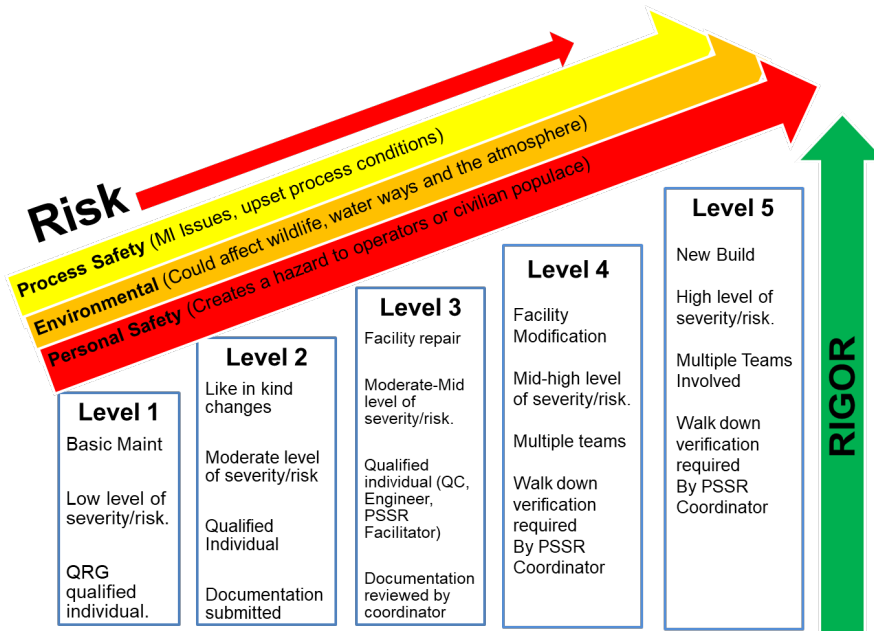 Risk
Process Safety (MI Issues, upset process conditions)
Environmental (Could affect wildlife, water ways and the atmosphere)
Personal Safety (Creates a hazard to operators or civilian populace)
Level 1
Basic Maint
Low level of
severity/risk.
QRG
qualified
individual.
Level 2
Like in kind
changes
Moderate level
of severity/risk
Qualified
Individual
Documentation
submitted
Level 3
Facility repair
Moderate-Mid
level of
severity/risk.
Qualified
individual (QC,
Engineer,
PSSR
Facilitator)
Documentation
reviewed by
coordinator
Level 4
Facility
Modification
Mid-high level
of severity/risk.
Multiple teams
Walk down
verification
required
By PSSR
Coordinator
Level 5
New Build
High level of
severity/risk.
Multiple Teams
Involved
Walk down
verification
required
By PSSR
Coordinator
RIGOR